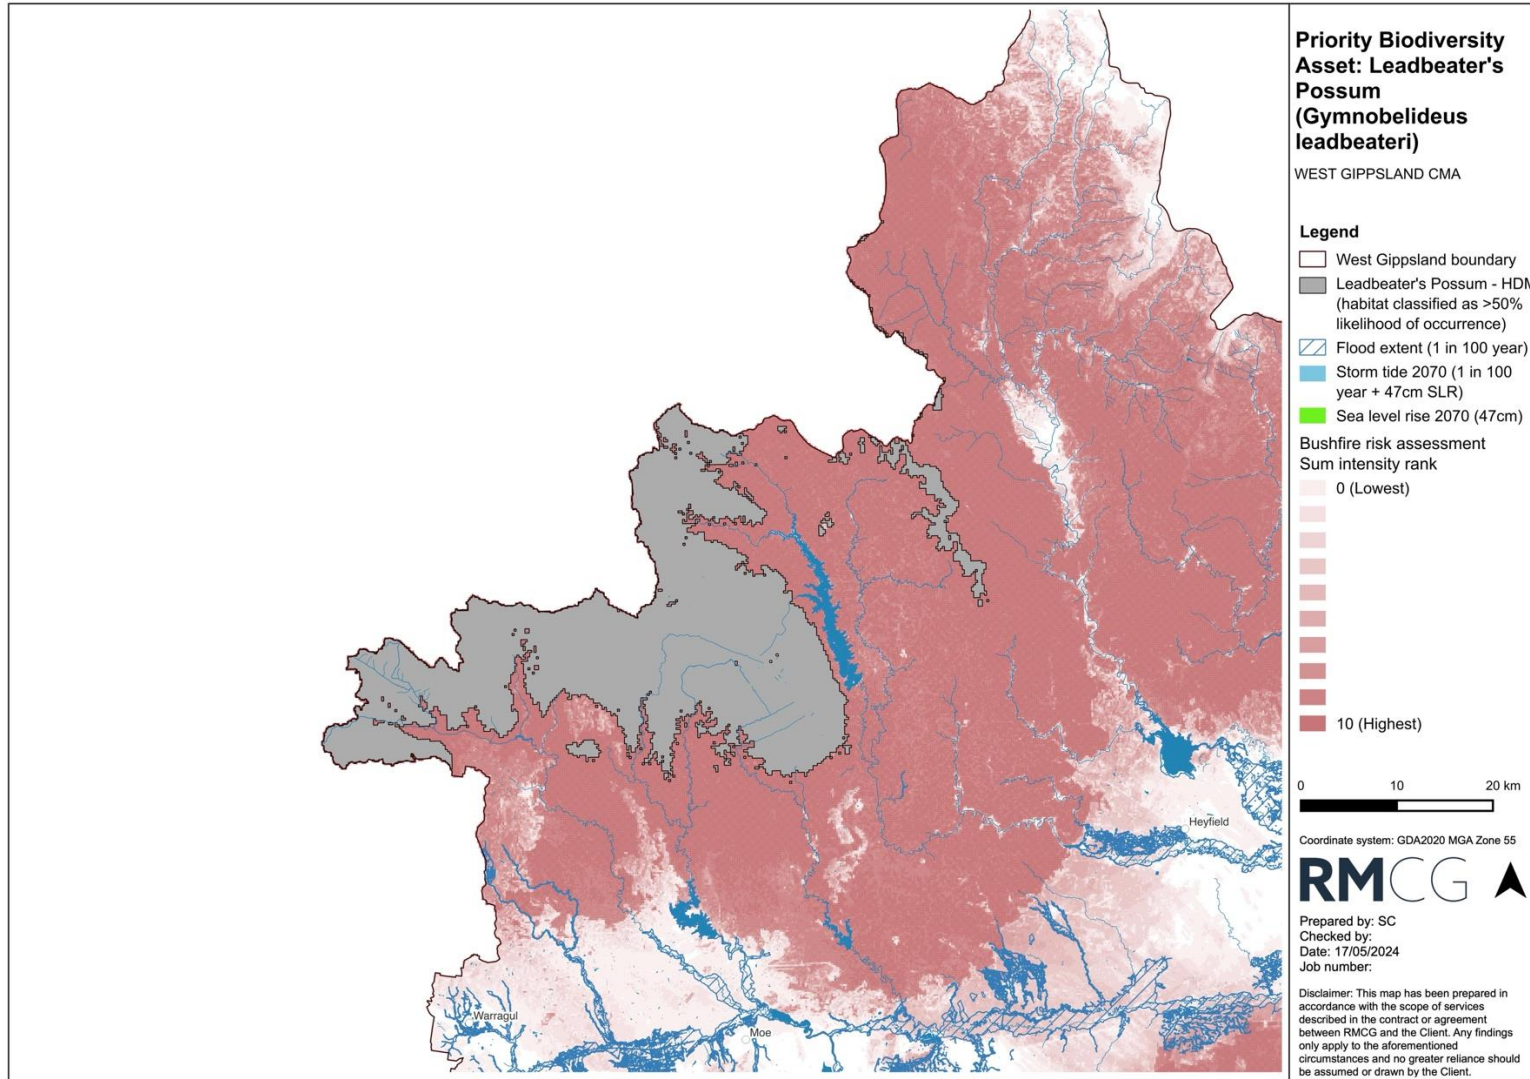 Priority Biodiversity
Asset: Leadbeater's
Possum
(Gymnobelideus
leadbeateri)
WEST GIPPSLAND CMA
Legend
West Gippsland boundary
Leadbeater's Possum - HDM
(habitat classified as >50%
likelihood of occurrence)
Flood extent (1 in 100 year)
Storm tide 2070 (1 in 100
year + 47cm SLR)
Sea level rise 2070 (47cm)
Bushfire risk assessment
Sum intensity rank
0 (Lowest)
10 (Highest)
0 10 20 km
Coordinate system: GDA2020 MGA Zone 55
RMCG
Prepared by: SC
Checked by:
Date: 17/05/2024
Job number:
Disclaimer: This map has been prepared in
accordance with the scope of services
described in the contract or agreement
between RMCG and the Client. Any findings
only apply to the aforementioned
circumstances and no greater reliance should
be assumed or drawn by the Client.
Heyfield
Warragul
Moe